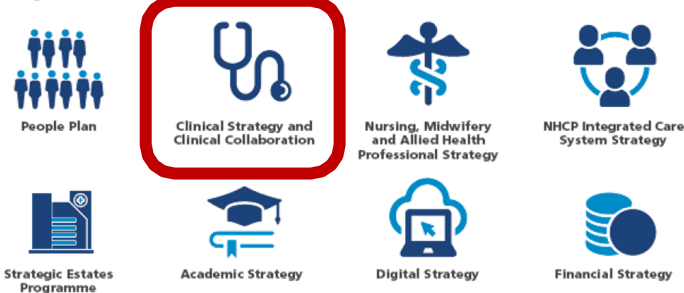 People Plan
Clinical Strategy and
Clinical Collaboration
Nursing, Midwifery
and Allied Health
Professional Strategy
NHCP Integrated Care
System Strategy
Strategic Estates
Programme
Academic Strategy
Digital Strategy
Financial Strategy